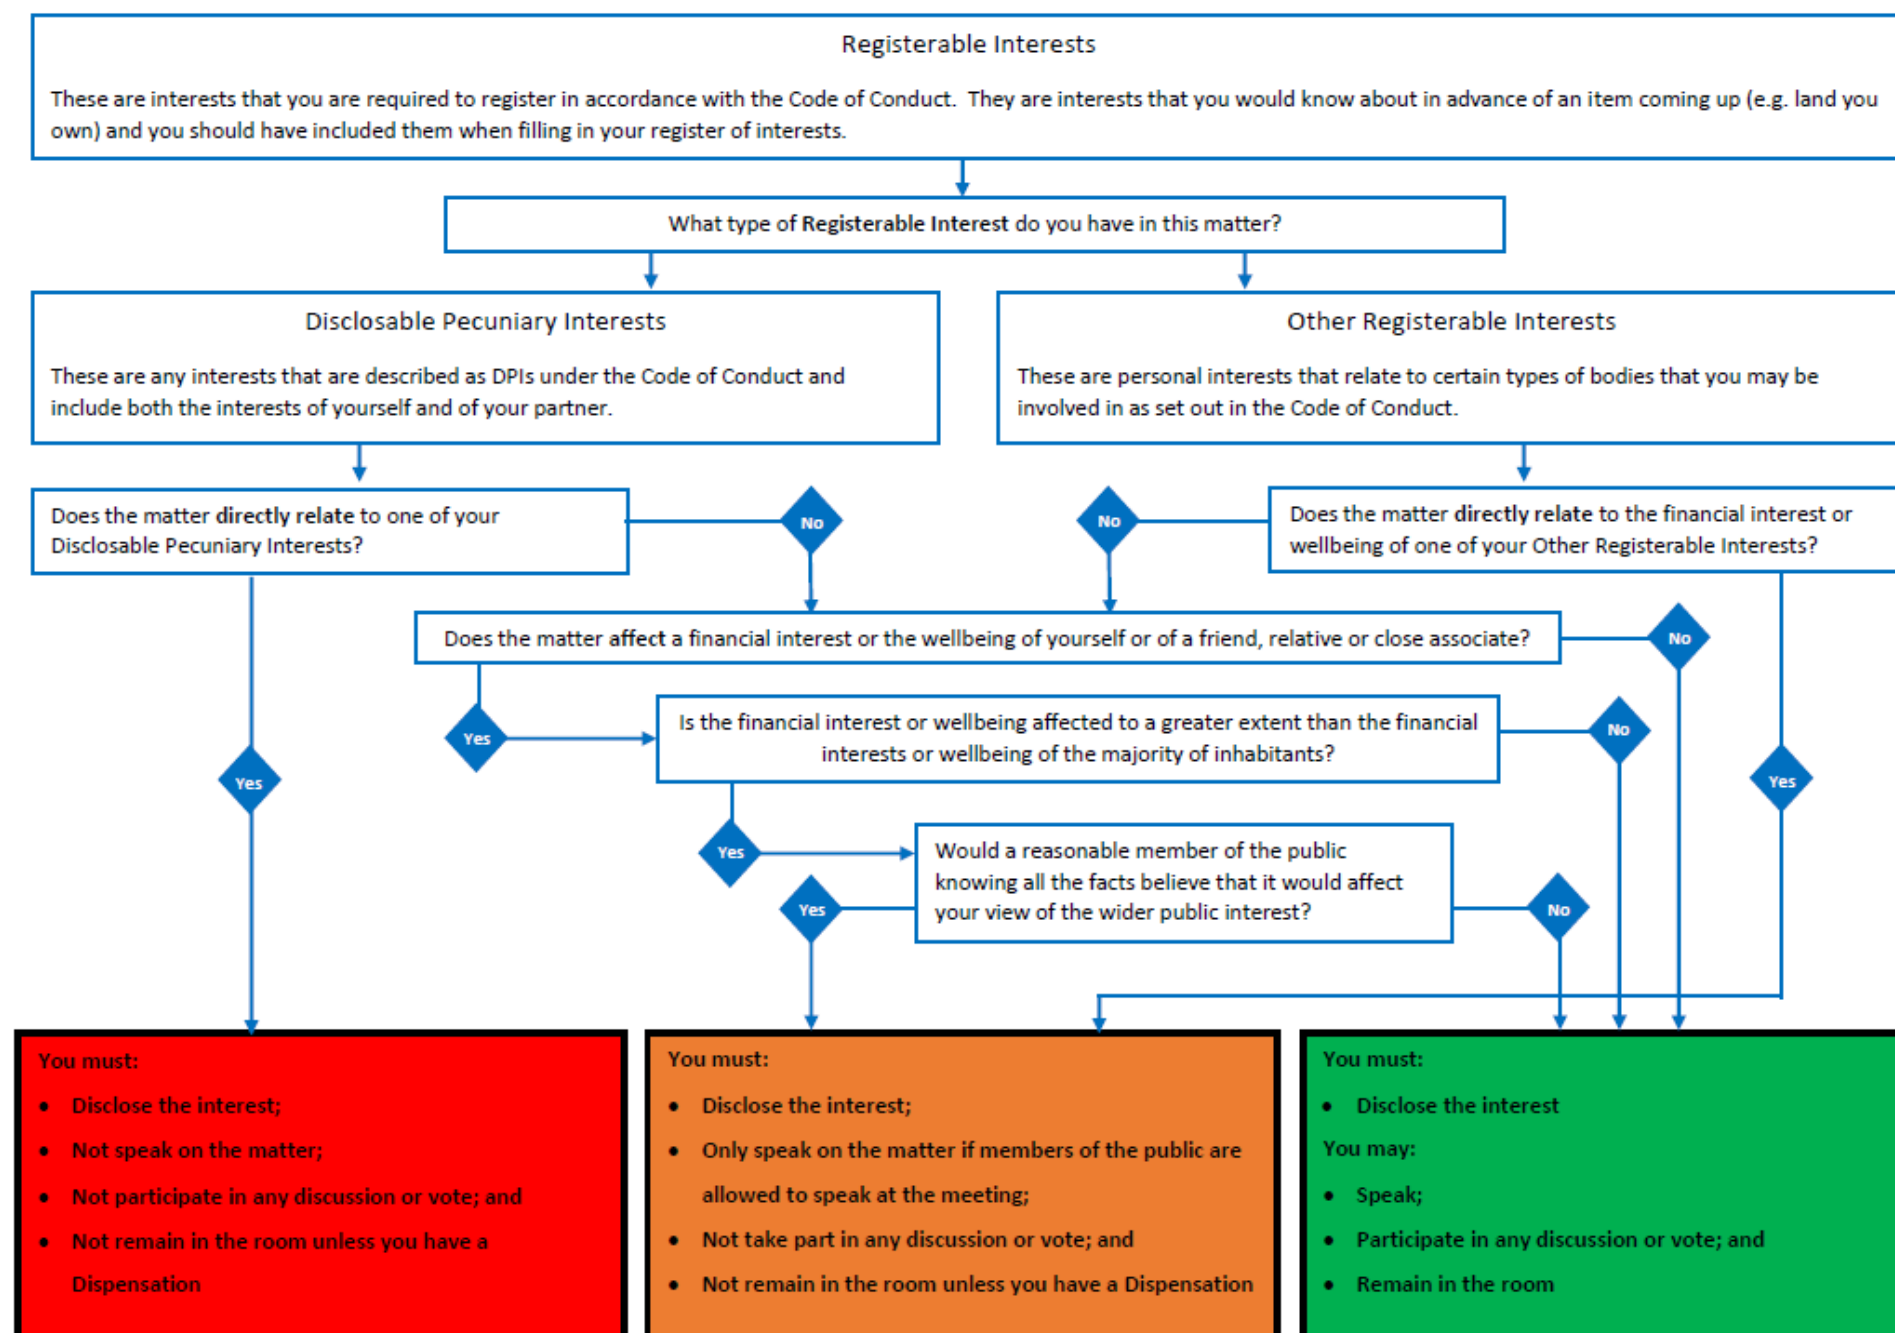 Registerable Interests
These are interests that you are required to register in accordance with the Code of Conduct.  They are interests that you would know about in advance of an item coming up (e.g. land you
own) and you should have included them when filling in your register of interests.
What type of Registerable Interest do you have in this matter?
Disclosable Pecuniary Interests
These are any interests that are described as DPIs under the Code of Conduct and
include both the interests of yourself and of your partner.
Other Registerable Interests
These are personal interests that relate to certain types of bodies that you may be
involved in as set out in the Code of Conduct.
Does the matter directly relate to one of your
Disclosable Pecuniary Interests?
No
No
Does the matter directly relate to the financial interest or
wellbeing of one of your Other Registerable Interests?
Does the matter affect a financial interest or the wellbeing of yourself or of a friend, relative or close associate?
No
Yes
Is the financial interest or wellbeing affected to a greater extent than the financial
interests or wellbeing of the majority of inhabitants?
No
Yes
Yes
Yes
Would a reasonable member of the public
knowing all the facts believe that it would affect
your view of the wider public interest?
Yes
No
You must:
• Disclose the interest;
• Not speak on the matter;
• Not participate in any discussion or vote; and
• Not remain in the room unless you have a
Dispensation
You must:
• Disclose the interest;
• Only speak on the matter if members of the public are
allowed to speak at the meeting;
• Not take part in any discussion or vote; and
• Not remain in the room unless you have a Dispensation
You must:
• Disclose the interest
You may:
• Speak;
• Participate in any discussion or vote; and
• Remain in the room